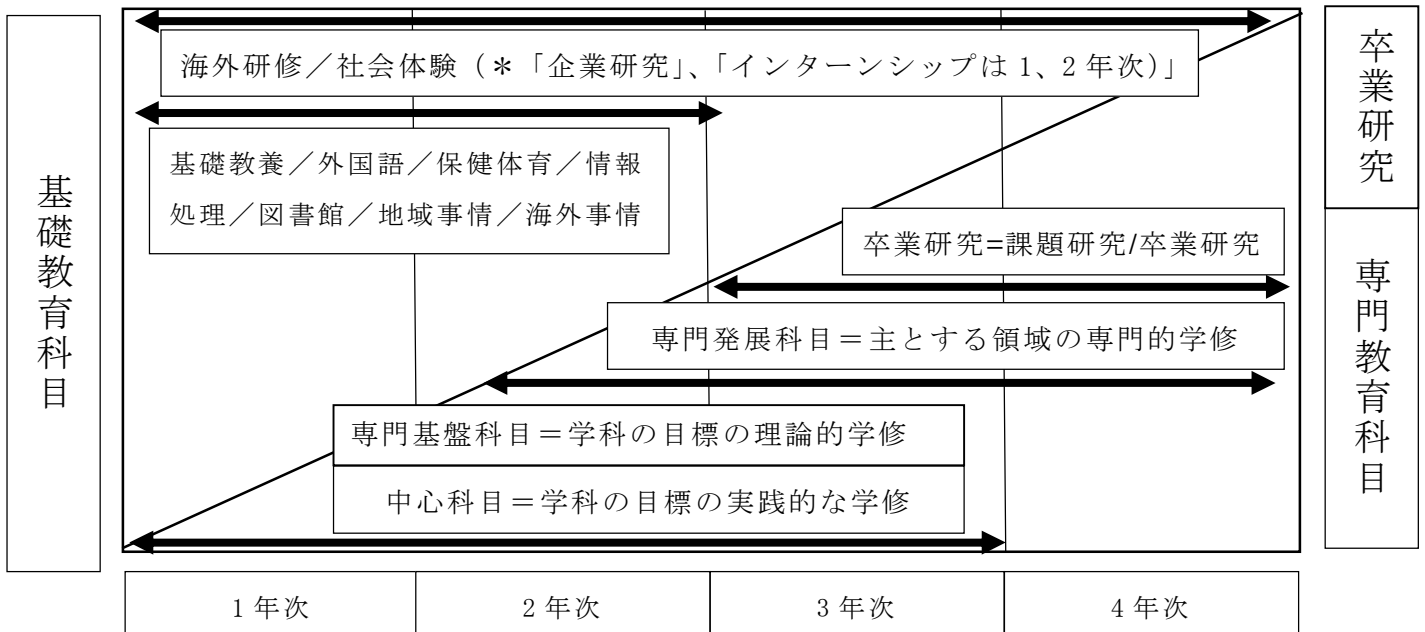 基礎教育科目
海外研修／社会体験（＊「企業研究」、「インターンシップは1、2年次）」
基礎教養／外国語／保健体育／情報
処理／図書館／地域事情／海外事情
卒業研究=課題研究/卒業研究
専門発展科目＝主とする領域の専門的学修
専門基盤科目＝学科の目標の理論的学修
中心科目＝学科の目標の実践的な学修
卒業研究
専門教育科目
1年次
2年次
3年次
4年次